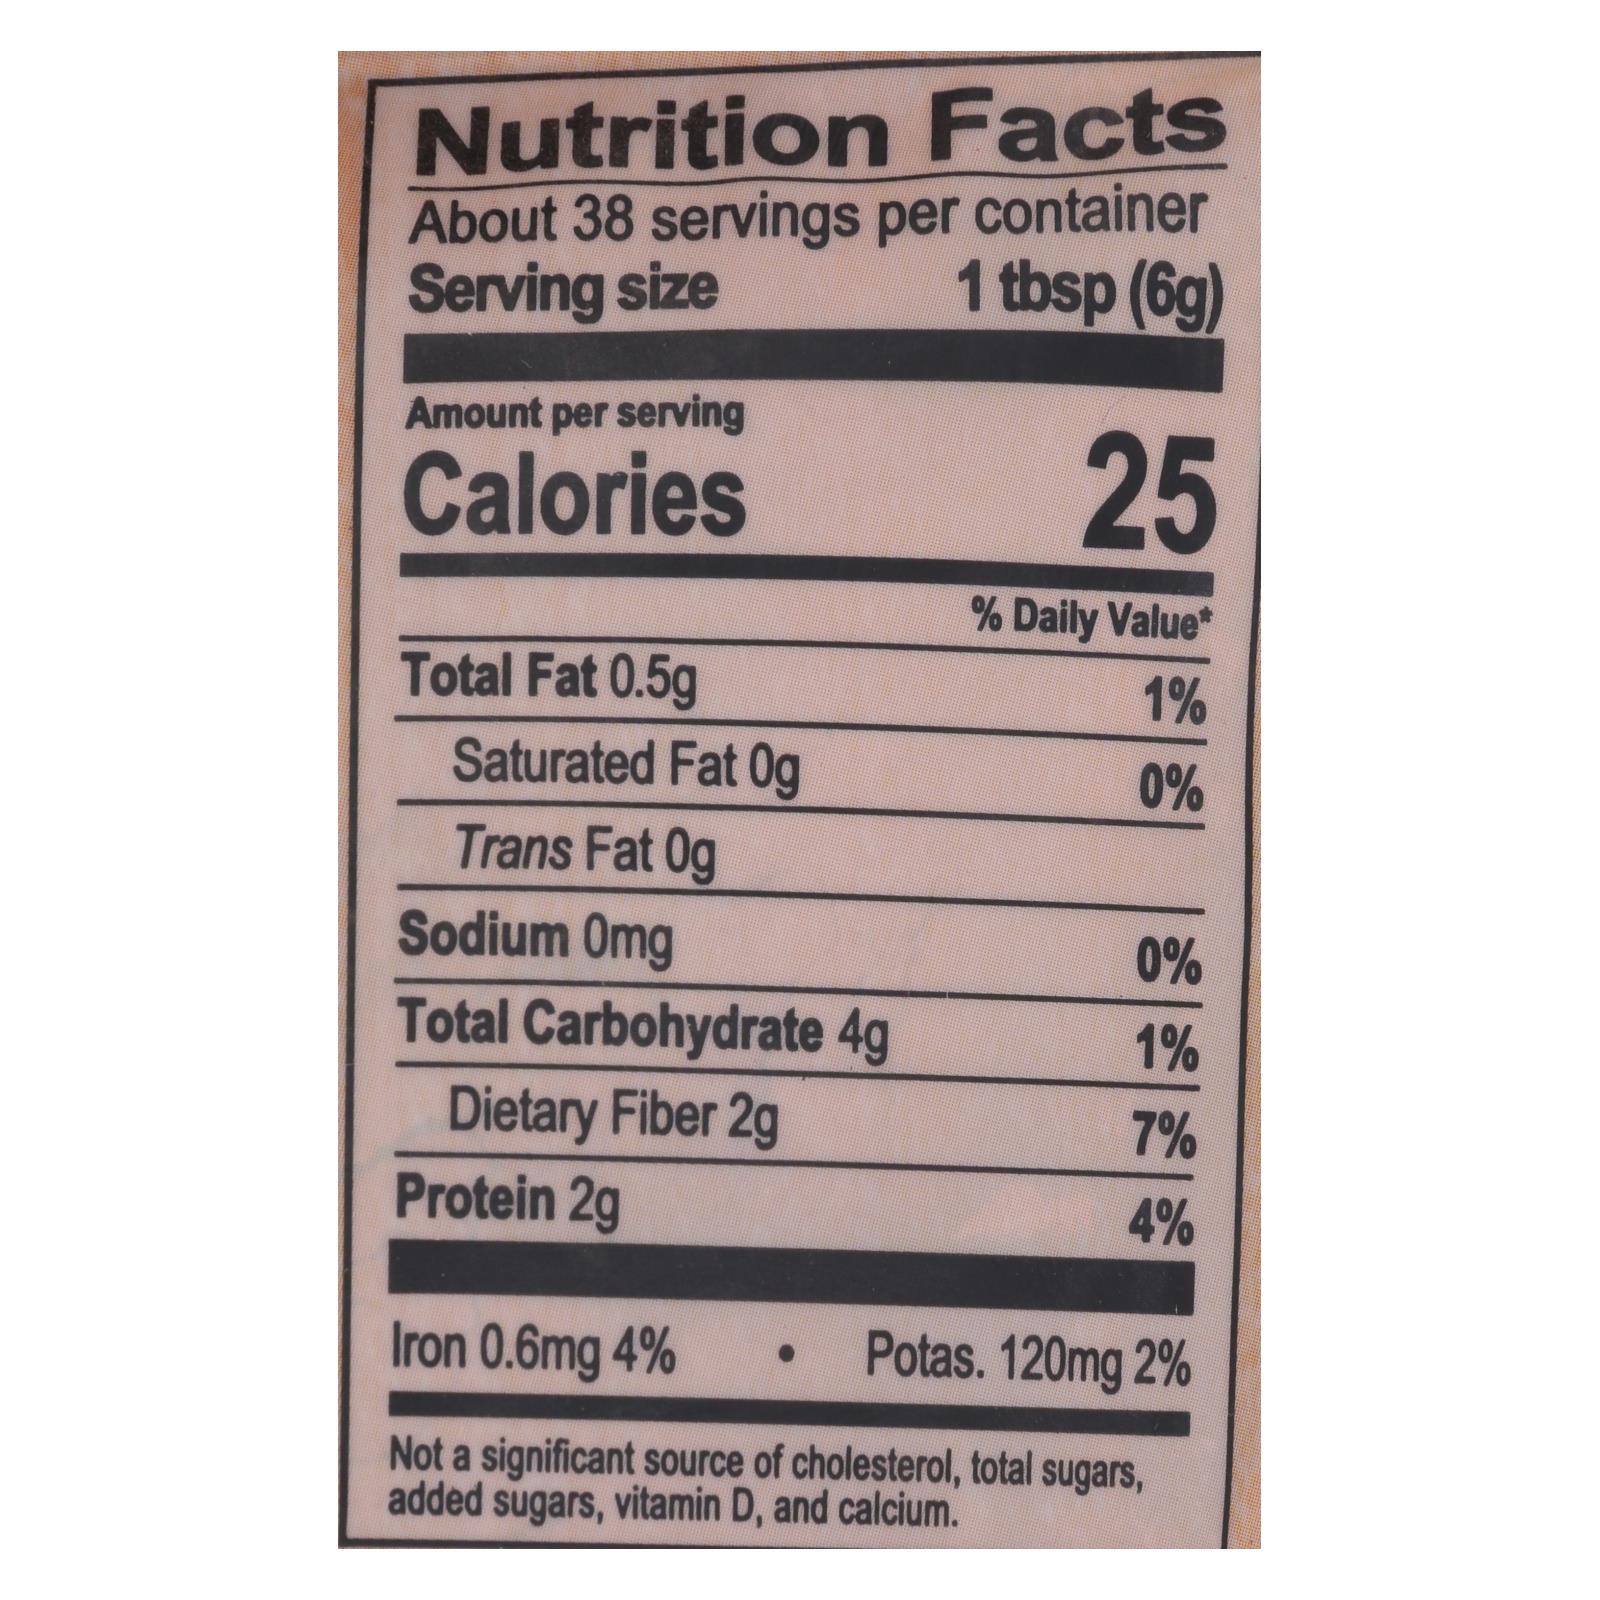 Nutrition Facts
About 38 servings per container
Serving size 1 tbsp (6g)
Amount per serving
Calories 25
% Daily Value*
Total Fat 0.5g 1%
Saturated Fat 0g 0%
Trans Fat 0g
Sodium 0mg 0%
Total Carbohydrate 4g 1%
Dietary Fiber 2g 7%
Protein 2g 4%
Iron 0.6mg 4% • Potas. 120mg 2%
Not a significant source of cholesterol, total sugars,
added sugars, vitamin D, and calcium.